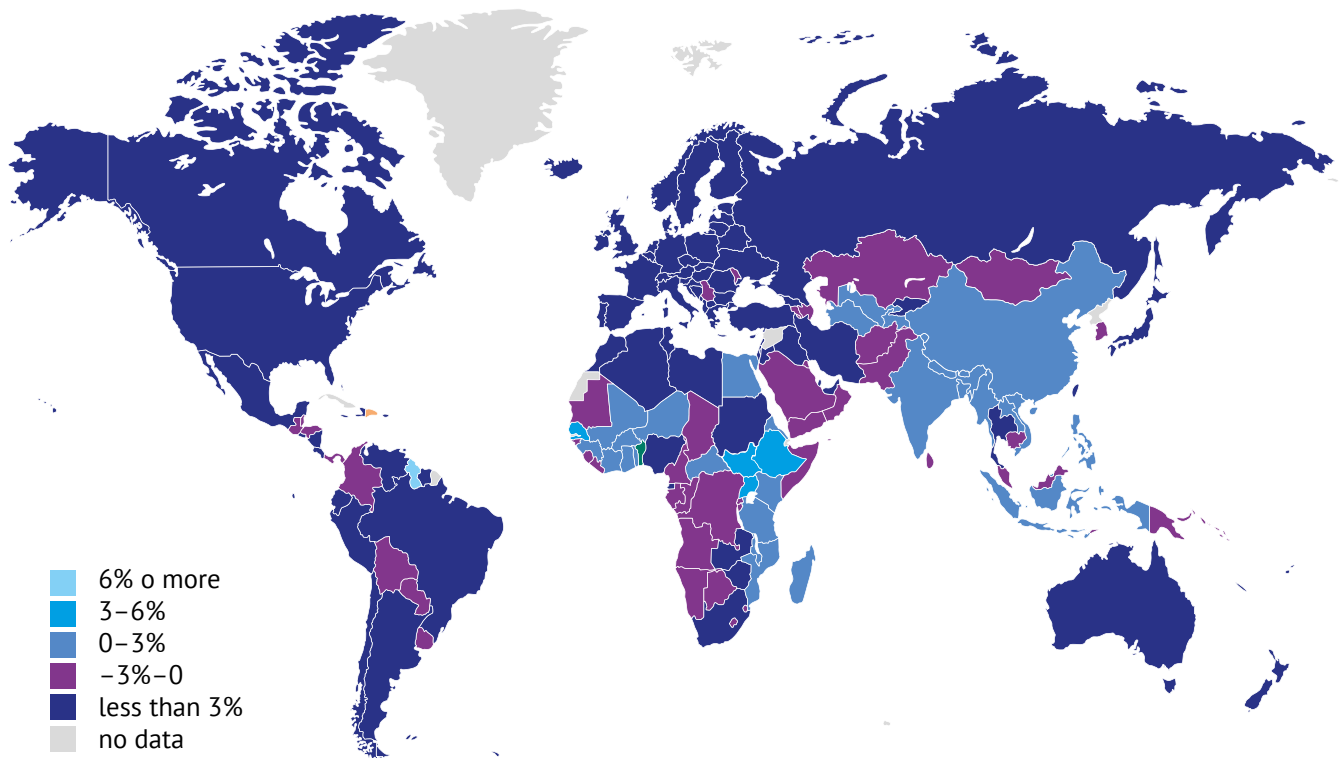 6% o more
3–6%
0–3%
–3%–0
less than 3%
no data